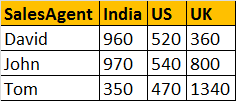 SalesAgent India US UK
David 960 520 360
John 970 540 800
Tom 350 470 1340